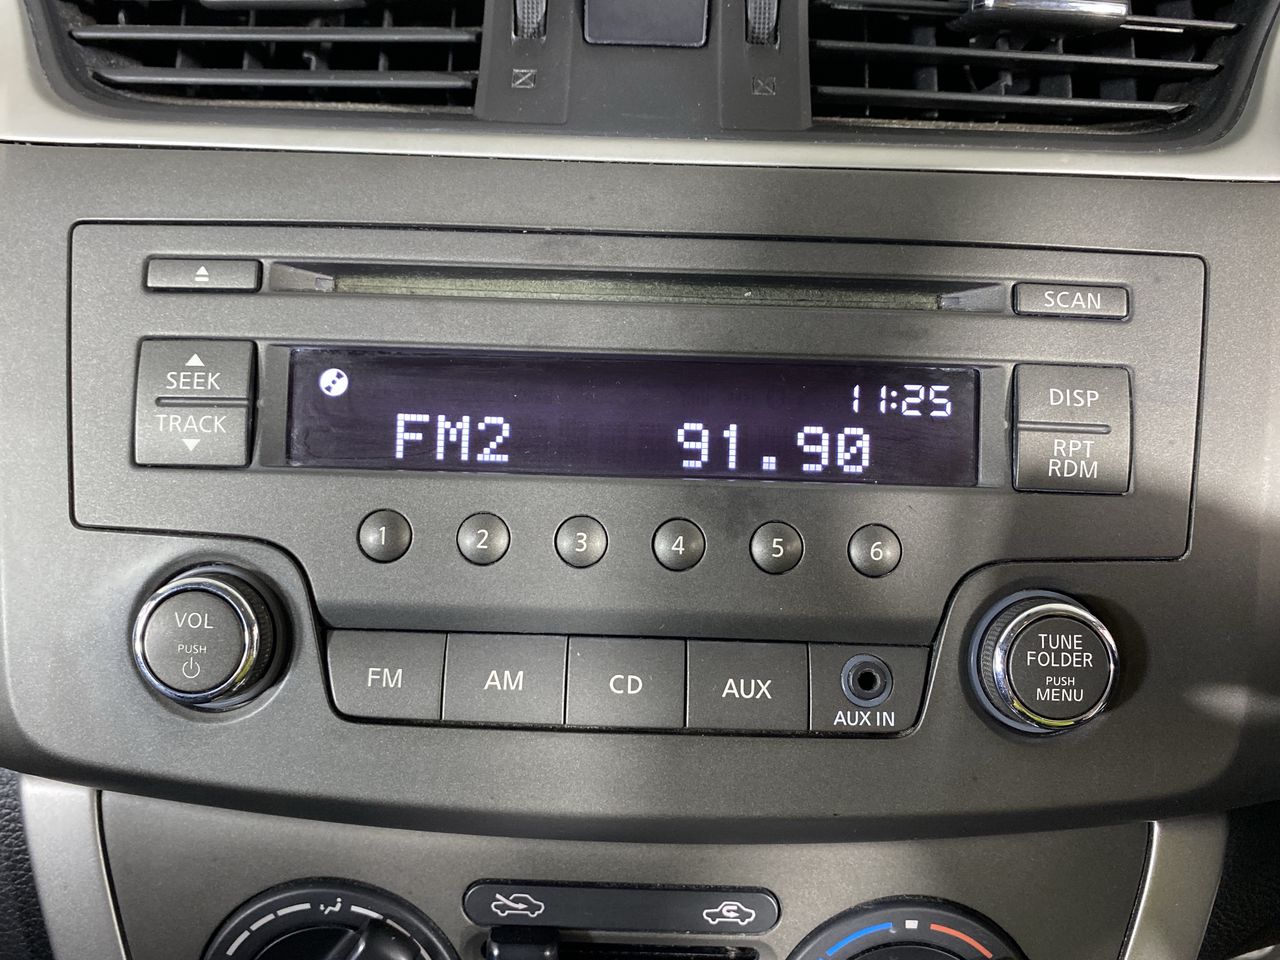 SCAN
SEEK
TRACK
11:25
FM2 91.90
DISP
RPT
RDM
1 2 3 4 5 6
VOL
PUSH
FM AM CD AUX
AUX IN
TUNE
FOLDER
PUSH
MENU